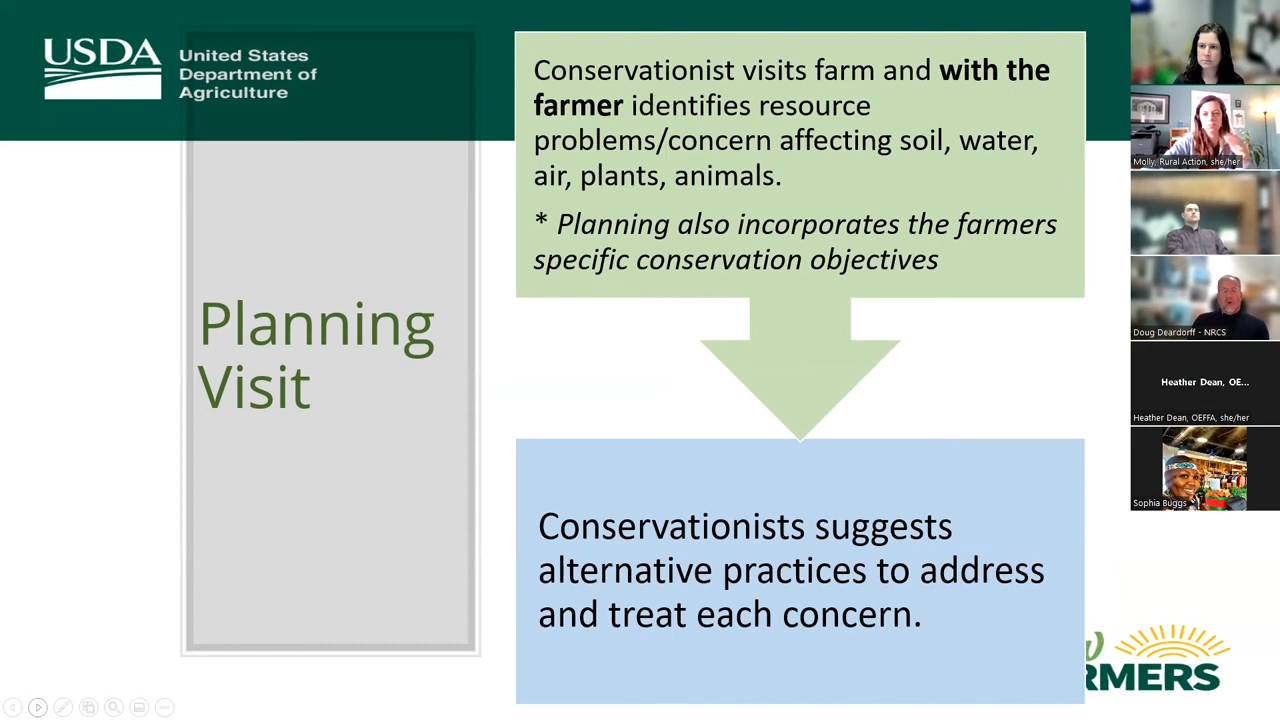 USDA
United States
Department of
Agriculture
Planning
Visit
Conservationist visits farm and with the
farmer identifies resource
problems/concern affecting soil, water,
air, plants, animals.
* Planning also incorporates the farmers
specific conservation objectives
Conservationists suggests
alternative practices to address
and treat each concern.
Molly, Rural Action, she/her
Doug Deardorff - NRCS
Heather Dean, OE...
Heather Dean, OEFFA, she/her
Sophia Buggs
RMERS